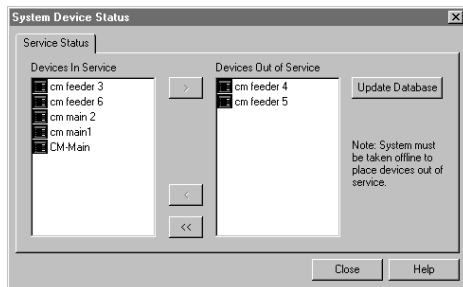 System Device Status
Service Status
Devices In Service
cm feeder 3
cm feeder 6
cm main 2
cm main1
CM-Main
>
<
<<
Devices Out of Service
cm feeder 4
cm feeder 5
Update Database
Note: System must
be taken offline to
place devices out of
service.
Close
Help